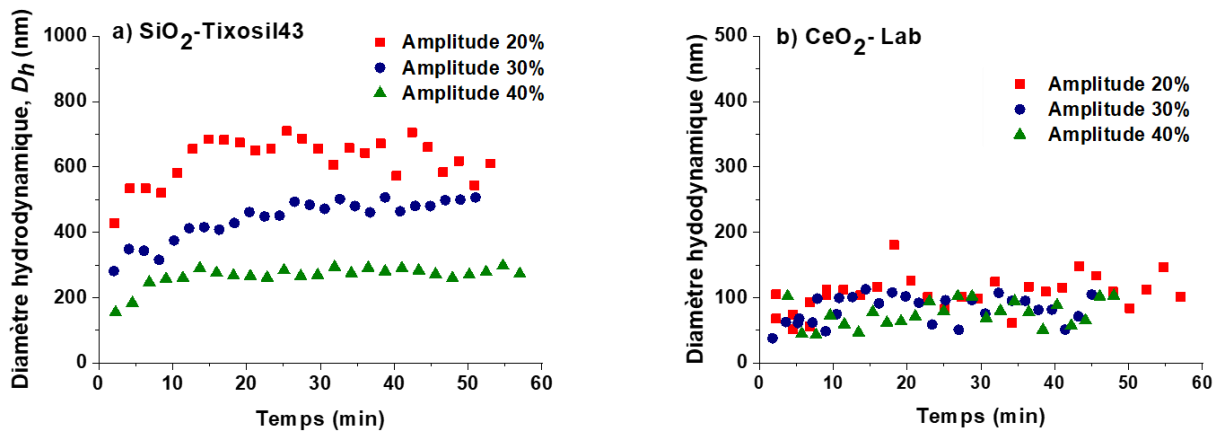 a) SiO2-Tixosil43
Amplitude 20%
Amplitude 30%
Amplitude 40%
Diamètre hydrodynamique, Dh (nm)
1000
800
600
400
200
0
0 10 20 30 40 50 60
Temps (min)
b) CeO2- Lab
Amplitude 20%
Amplitude 30%
Amplitude 40%
Diamètre hydodynamique (nm)
500
400
300
200
100
0
0 10 20 30 40 50 60
Temps (min)